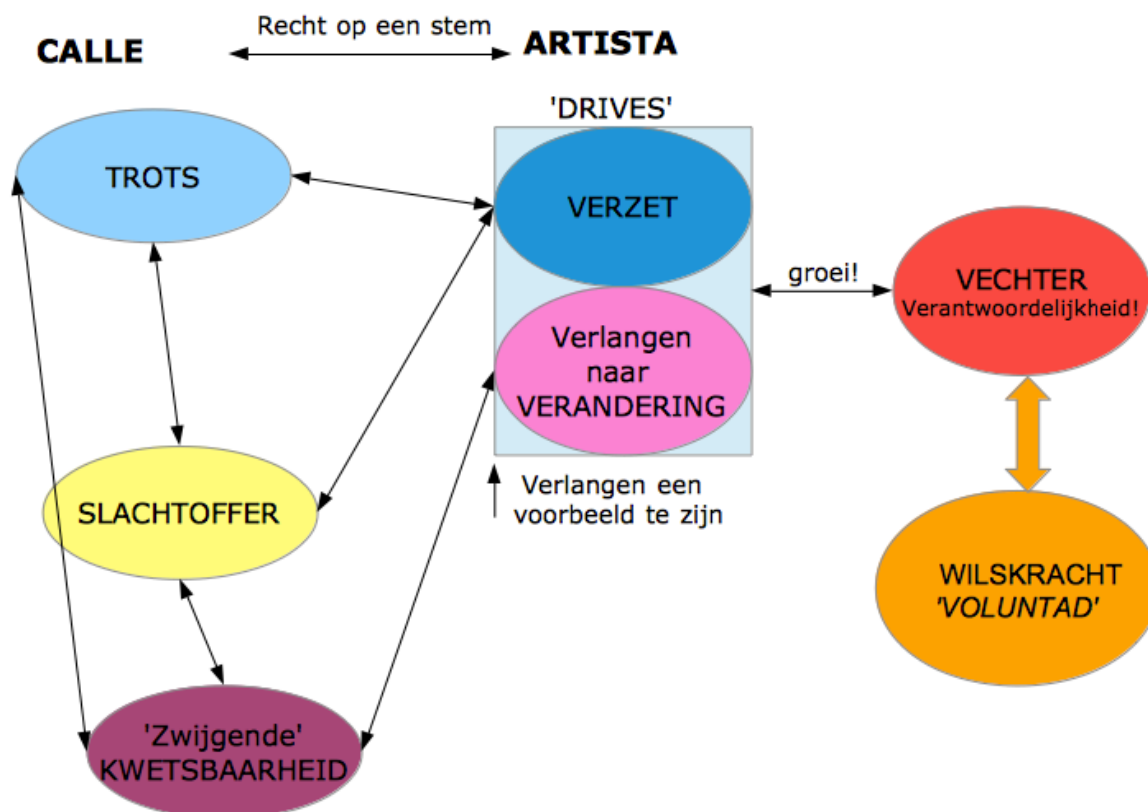 Recht op een stem
CALLE
ARTISTA
'DRIVES'
TROTS
VERZET
groei!
VECHTER
Verantwoordelijkheid!
Verlangen
naar
VERANDERING
SLACHTOFFER
Verlangen een
voorbeeld te zijn
WILSKRACHT
'VOLUNTAD'
'Zwijgende'
KWETSBAARHEID